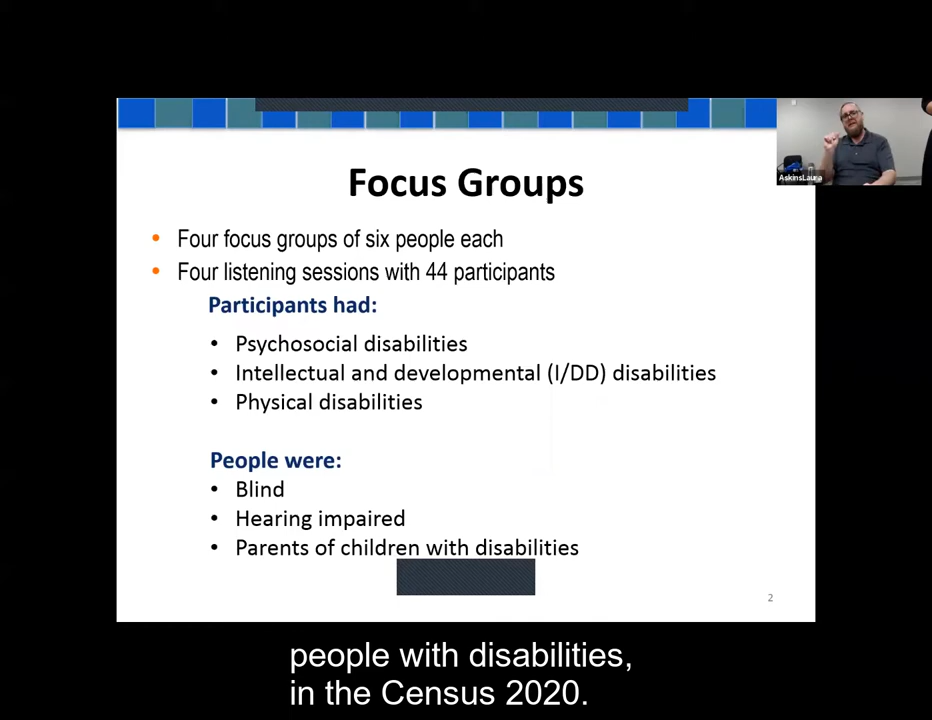 AskinsLaura
Focus Groups
• Four focus groups of six people each
• Four listening sessions with 44 participants
Participants had:
• Psychosocial disabilities
• Intellectual and developmental (I/DD) disabilities
• Physical disabilities
People were:
• Blind
• Hearing impaired
• Parents of children with disabilities
2
people with disabilities,
in the Census 2020.